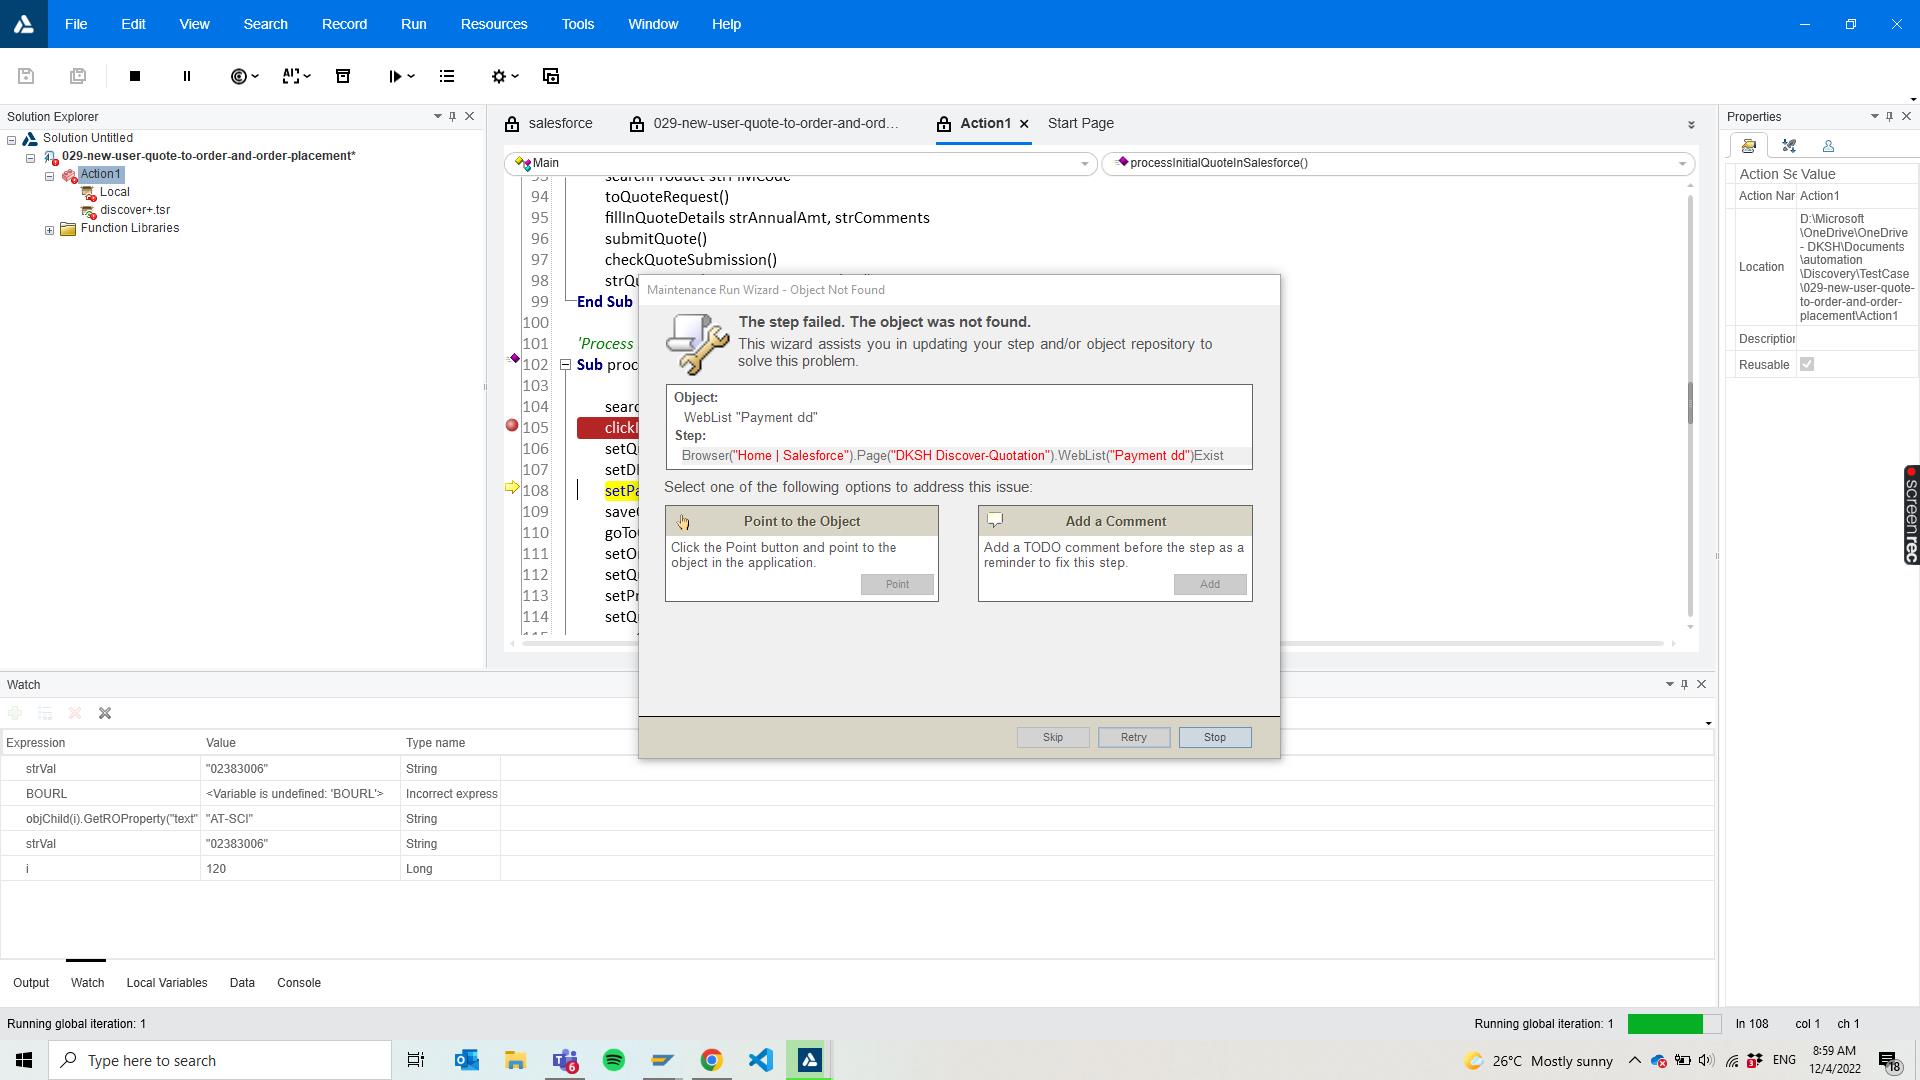 File Edit View Search Record Run Resources Tools Window Help
Solution Explorer
Solution Untitled
029-new-user-quote-to-order-and-order-placement*
Action1
Local
discover+.tsr
Function Libraries
salesforce 029-new-user-quote-to-order-and-ord... Action1 Start Page
Main processInitialQuoteInSalesforce()
94 toQuoteRequest()
95 fillInQuoteDetails strAnnualAmt, strComments
96 submitQuote()
97 checkQuoteSubmission()
98 strQu
99 End Sub
100
101 'Process
102 Sub proc
103
104 searc
105 clickI
106 setQ
107 setDI
108 setPa
109 save
110 goTo
111 setO
112 setQ
113 setPr
114 setQ
Maintenance Run Wizard - Object Not Found
The step failed. The object was not found.
This wizard assists you in updating your step and/or object repository to
solve this problem.
Object:
WebList "Payment dd"
Step:
Browser("Home | Salesforce").Page("DKSH Discover-Quotation").WebList("Payment dd")Exist
Select one of the following options to address this issue:
Point to the Object
Click the Point button and point to the
object in the application.
Point
Add a Comment
Add a TODO comment before the step as a
reminder to fix this step.
Add
Skip Retry Stop
Properties
Action Se Value
Action Nar Action1
Location
D:\Microsoft
\OneDrive\OneDrive
- DKSH\Documents
\automation
\Discovery\TestCase
\029-new-user-quote-
to-order-and-order-
placement\Action1
Description
Reusable
screenrec
Watch
Expression Value Type name
strVal "02383006" String
BOURL <Variable is undefined: 'BOURL'> Incorrect express
objChild(i).GetROProperty("text" "AT-SCI" String
strVal "02383006" String
i 120 Long
Output Watch Local Variables Data Console
Running global iteration: 1
Running global iteration: 1 ln 108 col 1 ch 1
Type here to search
6
26°C Mostly sunny
3
ENG
8:59 AM
12/4/2022
18